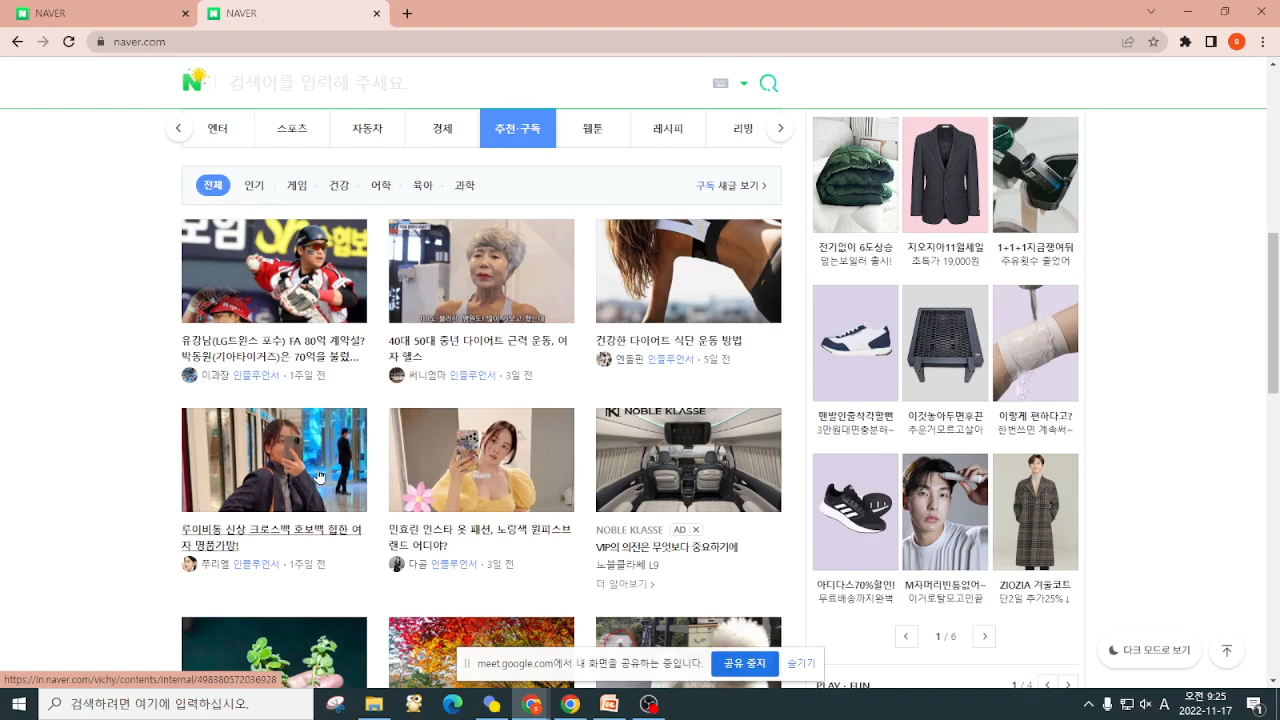 NAVER
NAVER
naver.com
S
N
검색어를 입력해 주세요.
엔터
스포츠
자동차
경제
추천·구독
웹툰
레시피
리빙
전체
인기
게임
건강
어학
육아
과학
구독 새글 보기
유강남(LG트윈스 포수) FA 80억 계약설?
박동원(기아타이거즈)은 70억을 불렀...
이과장 인플루언서 · 1주일 전
40대 50대 중년 다이어트 근력 운동, 여
자 헬스
써니엄마 인플루언서 · 3일 전
건강한 다이어트 식단 운동 방법
엔돌핀 인플루언서 · 5일 전
루이비통 신상 크로스백 호보백 힙한 여
자 명품가방!
쭈리엘 인플루언서 · 1주일 전
민효린 인스타 옷 패션, 노랑색 원피스브
랜드 어디야?
다곰 인플루언서 · 3일 전
NOBLE KLASSE
NOBLE KLASSE AD
VIP의 의전은 무엇보다 중요하기에
노블클라쎄 L9
더 알아보기
전기없이 6도상승
덮는보일러 출시!
지오지아11월세일
초특가 19,000원
1+1+1지금쟁여둬
주유횟수 줄었어
맨발인줄착각할뻔
3만원대면충분해~
이것놓아두면후끈
추운거모르고살아
이렇게 편하다고?
한번쓰면 계속써~
아디다스70%할인!
무료배송까지완벽
M자머리빈틈없어~
이거로탈모고민끝
ZIOZIA 겨울코트
단2일 추가25%↓
1 / 6
다크 모드로 보기
PLAY · FUN
1 / 4
meet.google.com에서 내 화면을 공유하는 중입니다.
공유 중지
숨기기
https://in.naver.com/vichy/contents/internal/498380572036928
검색하려면 여기에 입력하십시오.
A
오전 9:25
2022-11-17